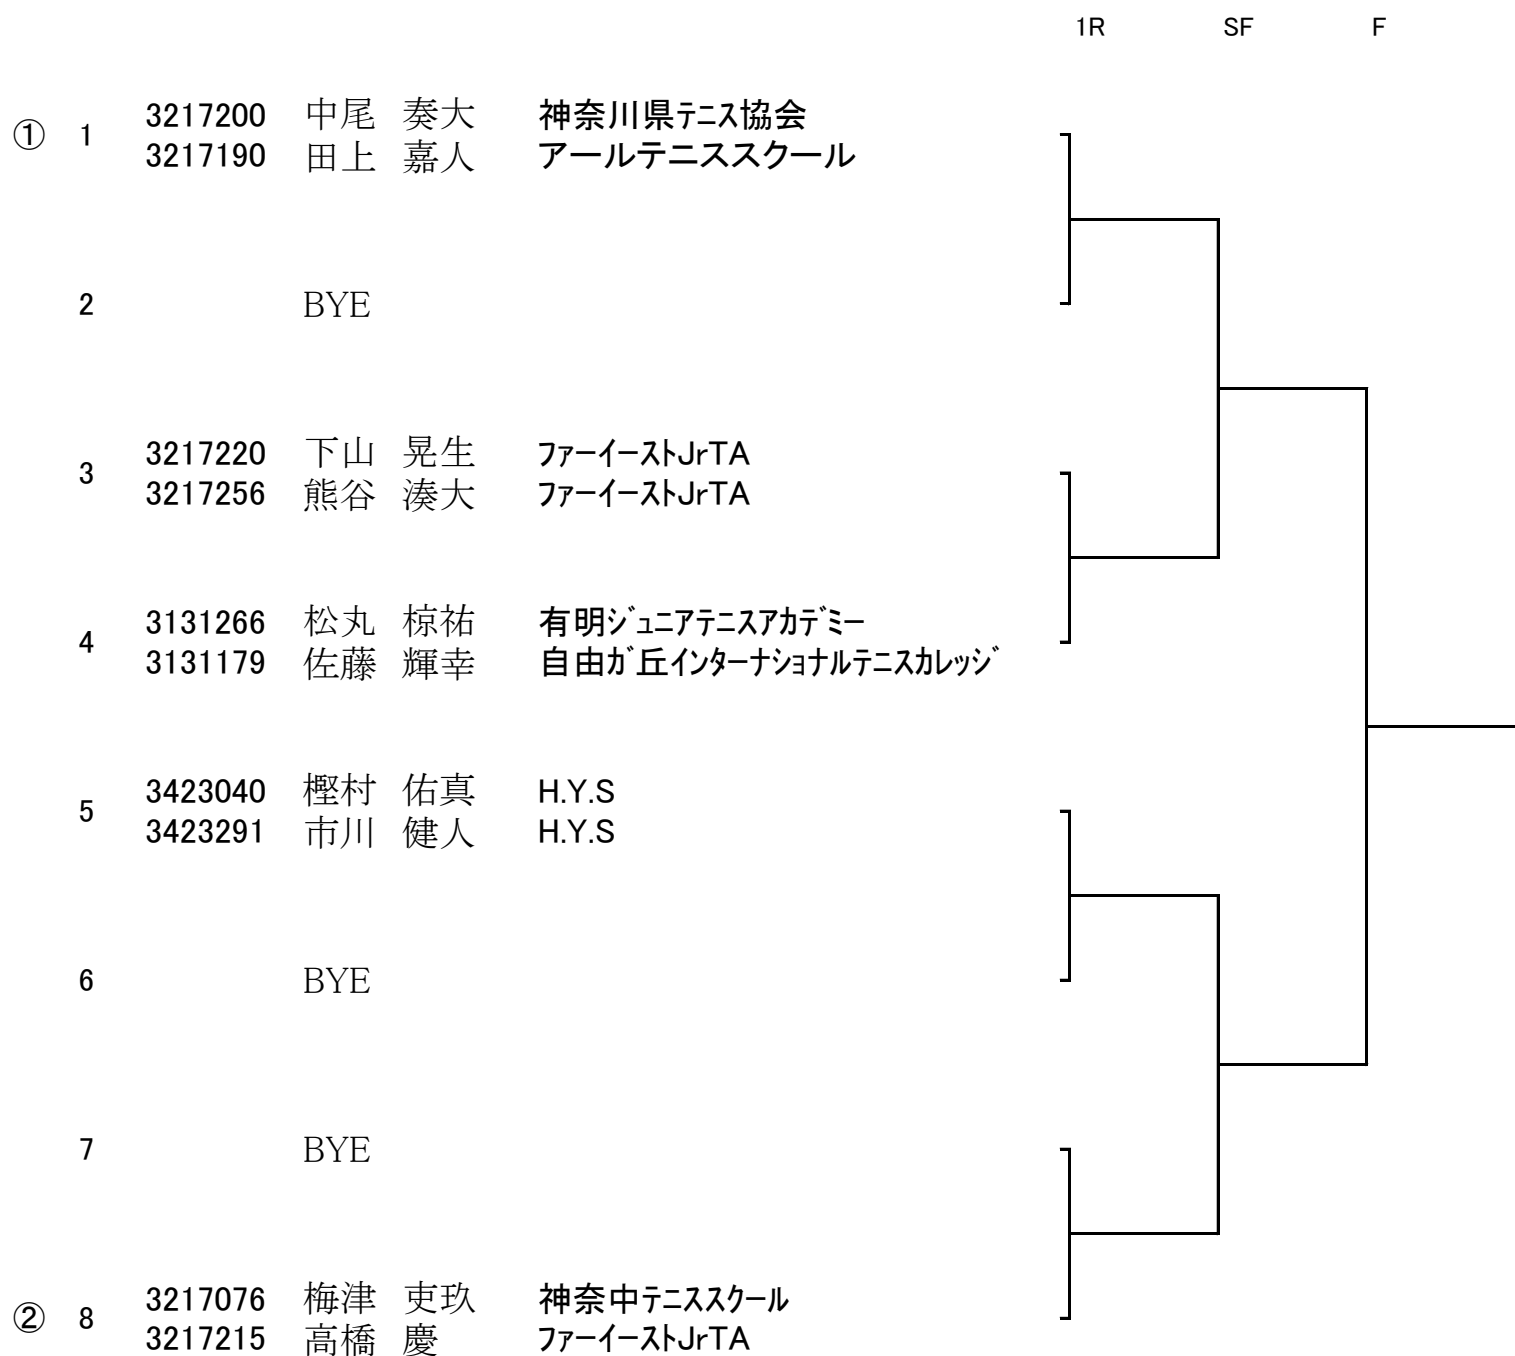 1R SF F
3217200 中尾 奏大 神奈川県ﾃﾆｽ協会
① 1
3217190 田上 嘉人 アールテニススクール
2 BYE
3217220 下山 晃生 ﾌｧｰｲｰｽﾄJrTA
3
3217256 熊谷 湊大 ﾌｧｰｲｰｽﾄJrTA
3131266 松丸 椋祐 有明ｼﾞｭﾆｱﾃﾆｽｱｶﾃﾞﾐｰ
4
3131179 佐藤 輝幸 自由ｶﾞ丘ｲﾝﾀｰﾅｼｮﾅﾙﾃﾆｽｶﾚｯｼﾞ
3423040 樫村 佑真 H.Y.S
5
3423291 市川 健人 H.Y.S
6 BYE
7 BYE
3217076 梅津 吏玖 神奈中ﾃﾆｽｽｸｰﾙ
② 8
3217215 高橋 慶 ﾌｧｰｲｰｽﾄJrTA